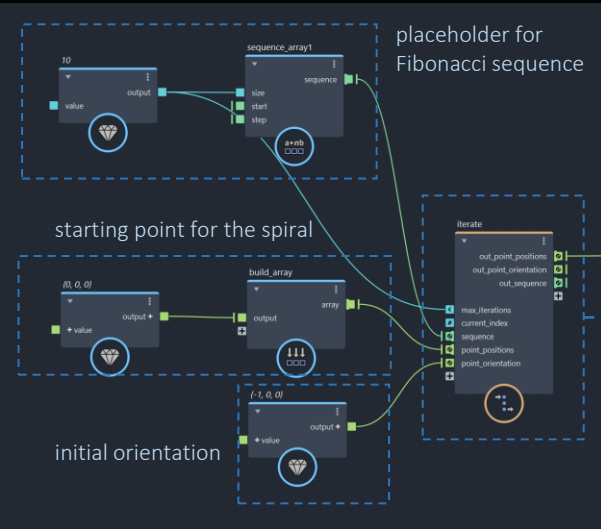 placeholder for
Fibonacci sequence
10
output
value
sequence_array1
sequence
size
start
step
a+nb
starting point for the spiral
(0, 0, 0)
output
value
build_array
array
output
(-1, 0, 0)
output
value
initial orientation
iterate
out_point_positions
out_point_orientation
out_sequence
max_iterations
current_index
sequence
point_positions
point_orientation